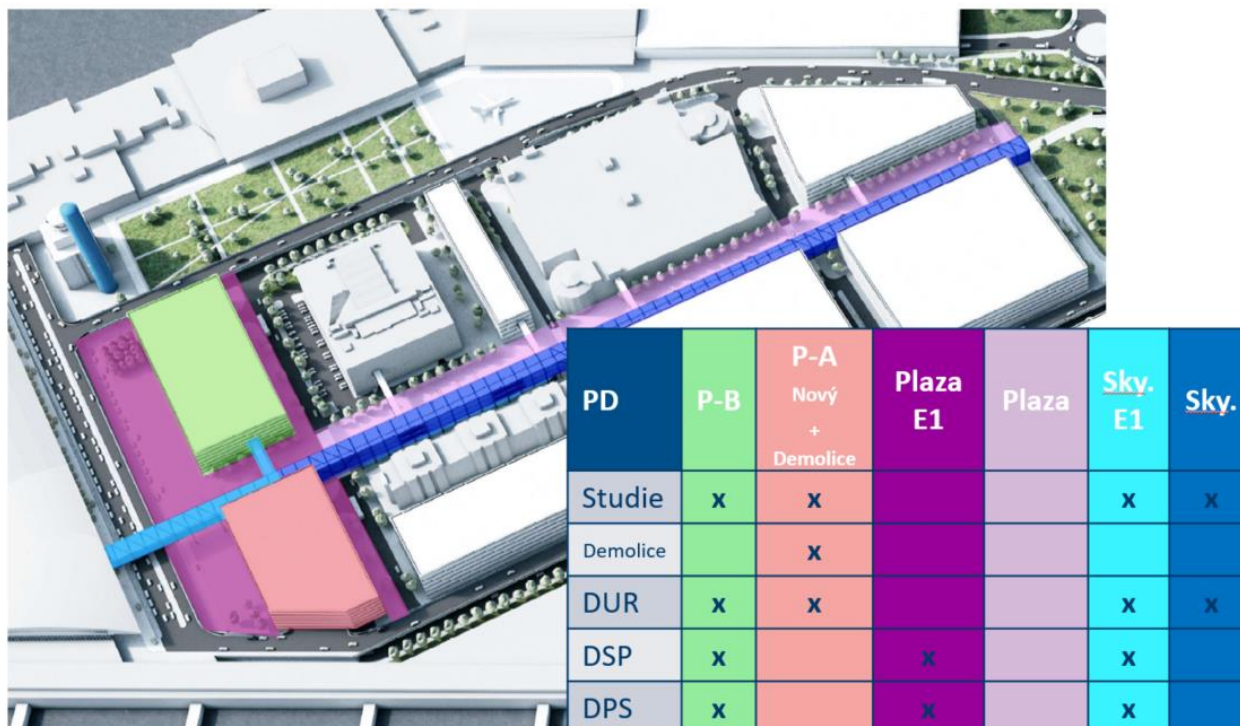 PD P-B P-A Nový + Demolice Plaza E1 Plaza Sky. E1 Sky.
Studie x x x x
Demolice x
DUR x x x x
DSP x x x
DPS x x x